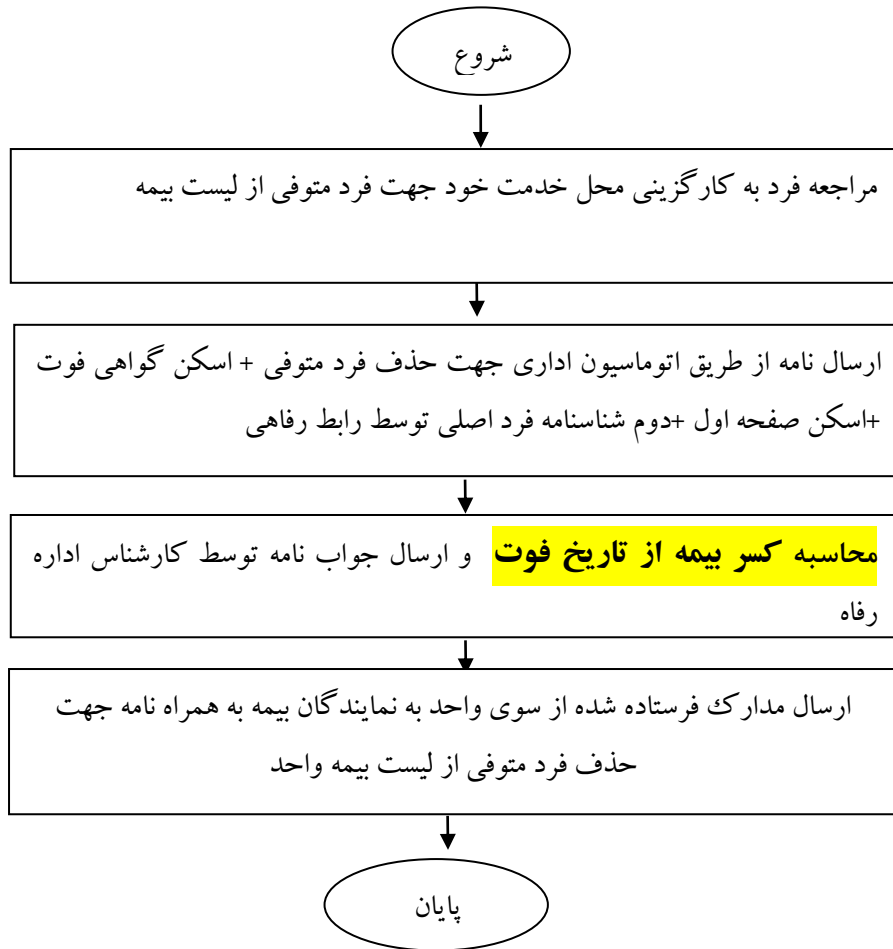 شروع
مراجعه فرد به کارگزینی محل خدمت خود جهت فرد متوفی از لیست بیمه
ارسال نامه از طریق اتوماسیون اداری جهت حذف فرد متوفی + اسکن گواهی فوت
+اسکن صفحه اول +دوم شناسنامه فرد اصلی توسط رابط رفاهی
محاسبه کسر بیمه از تاریخ فوت و ارسال جواب نامه توسط کارشناس اداره
رفاه
ارسال مدارک فرستاده شده از سوی واحد به نمایندگان بیمه به همراه نامه جهت
حذف فرد متوفی از لیست بیمه واحد
پایان